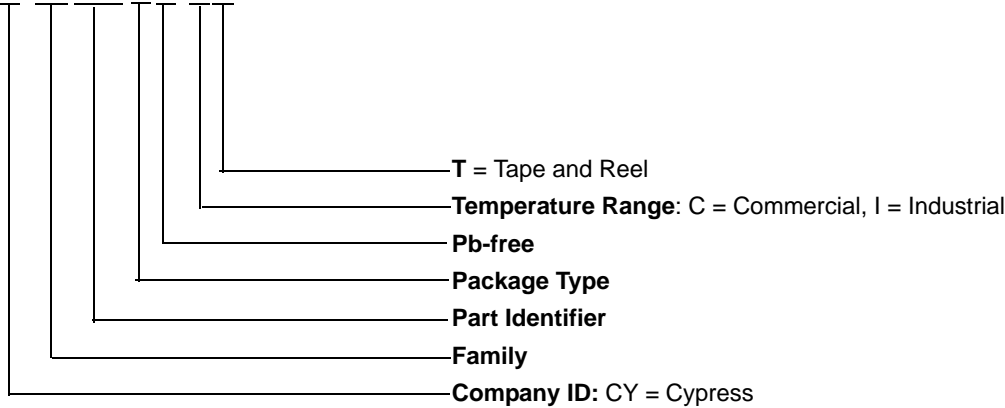 T = Tape and Reel
Temperature Range: C = Commercial, I = Industrial
Pb-free
Package Type
Part Identifier
Family
Company ID: CY = Cypress